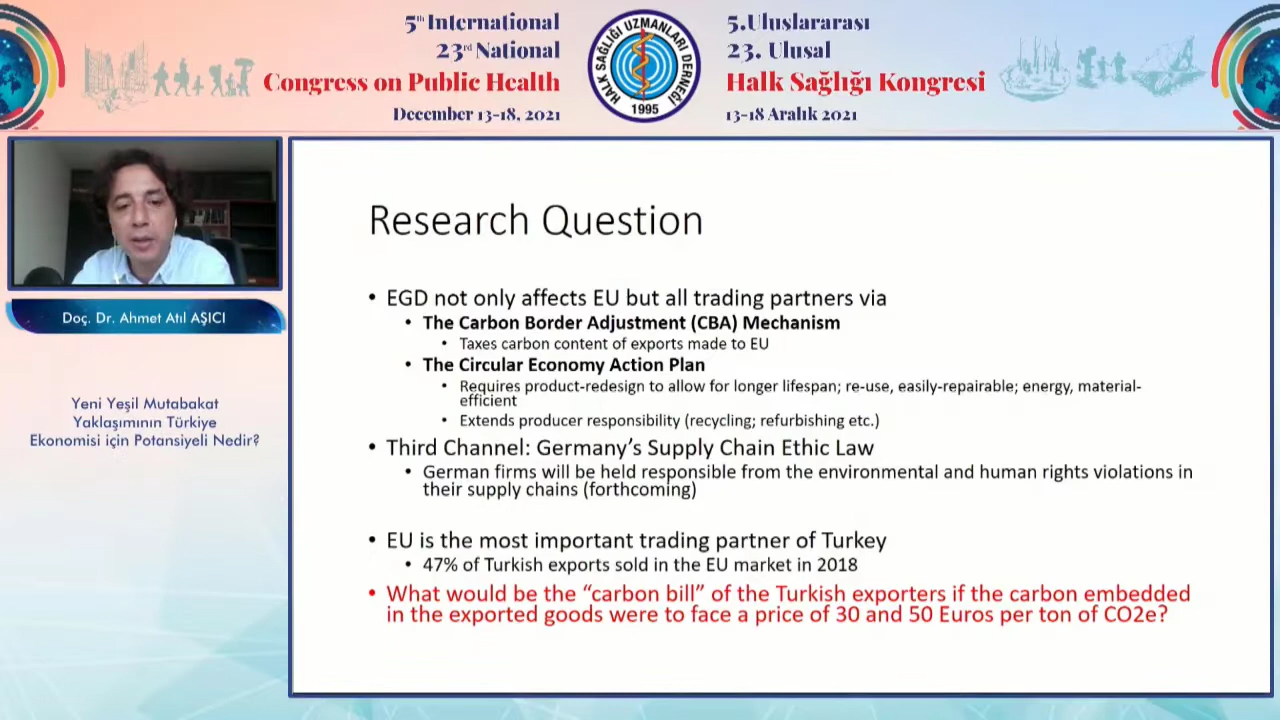 5th International
23rd National
Congress on Public Health
December 13-18, 2021
HALK SAĞLIĞI UZMANLARI DERNEĞİ
1995
5.Uluslararası
23. Ulusal
Halk Sağlığı Kongresi
13-18 Aralık 2021
Doç. Dr. Ahmet Atıl AŞICI
Yeni Yeşil Mutabakat
Yaklaşımının Türkiye
Ekonomisi için Potansiyeli Nedir?
Research Question
• EGD not only affects EU but all trading partners via
• The Carbon Border Adjustment (CBA) Mechanism
• Taxes carbon content of exports made to EU
• The Circular Economy Action Plan
• Requires product-redesign to allow for longer lifespan; re-use, easily-repairable; energy, material-
efficient
• Extends producer responsibility (recycling; refurbishing etc.)
• Third Channel: Germany’s Supply Chain Ethic Law
• German firms will be held responsible from the environmental and human rights violations in
their supply chains (forthcoming)
• EU is the most important trading partner of Turkey
• 47% of Turkish exports sold in the EU market in 2018
• What would be the “carbon bill” of the Turkish exporters if the carbon embedded
in the exported goods were to face a price of 30 and 50 Euros per ton of CO2e?